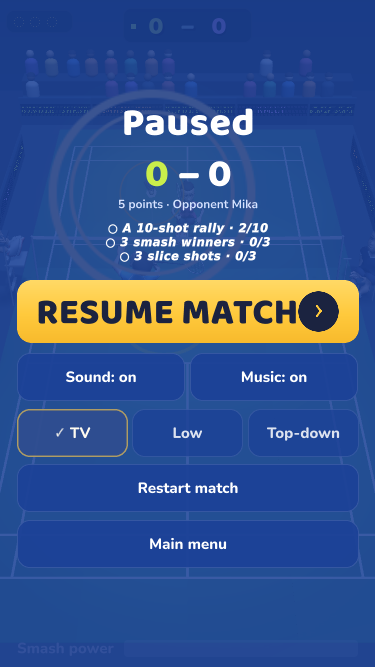 0 – 0
Paused
0 – 0
5 points · Opponent Mika
○ A 10-shot rally · 2/10
○ 3 smash winners · 0/3
○ 3 slice shots · 0/3
RESUME MATCH ›
Sound: on
Music: on
✓ TV
Low
Top-down
Restart match
Main menu
Smash power